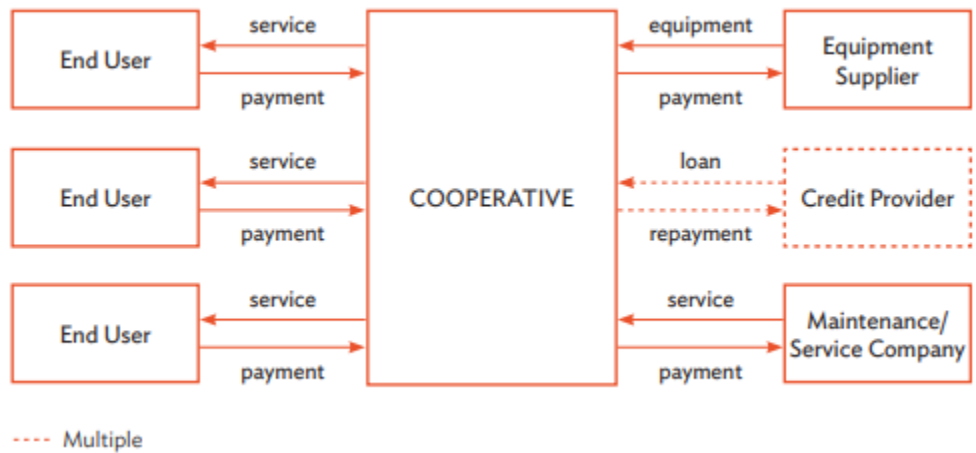 service
equipment
End User
Equipment
Supplier
payment
payment
service
loan
End User
COOPERATIVE
Credit Provider
payment
repayment
service
service
End User
Maintenance/
Service Company
payment
payment
Multiple